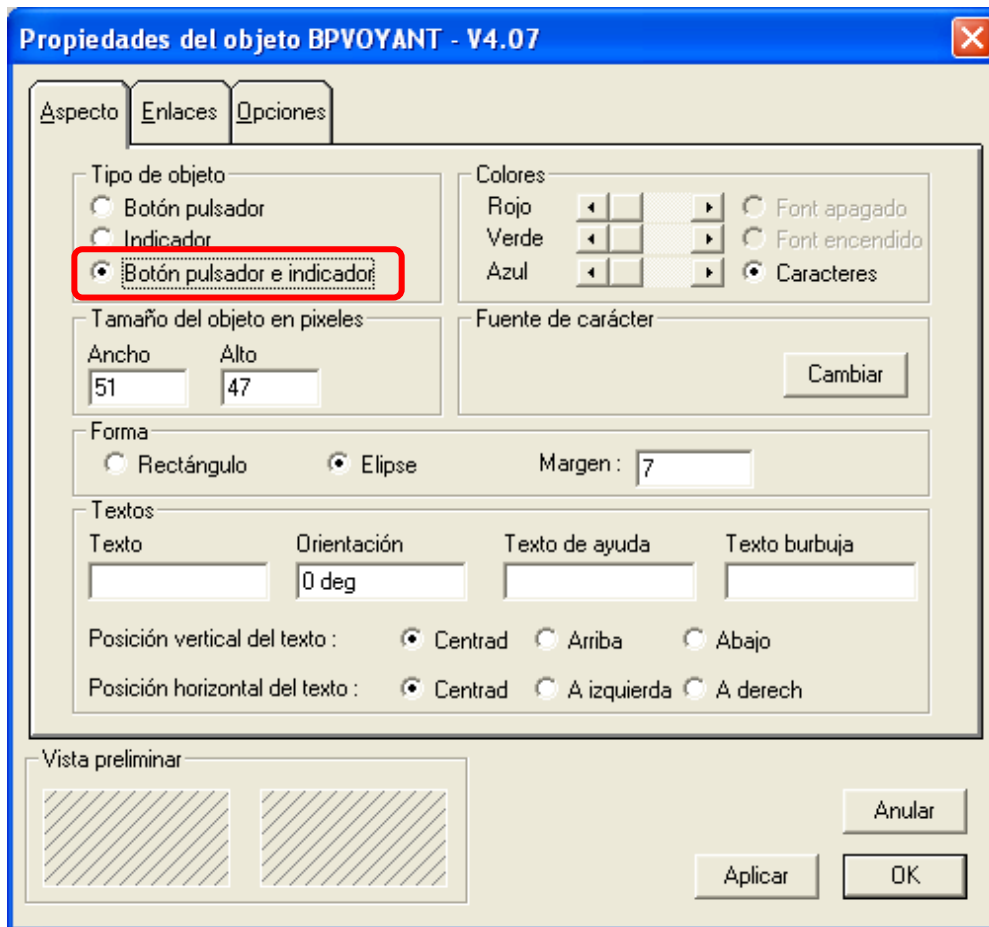 Propiedades del objeto BPVOYANT - V4.07
Aspecto Enlaces Opciones
Tipo de objeto
Botón pulsador
Indicador
Botón pulsador e indicador
Colores
Rojo Font apagado
Verde Font encendido
Azul Caracteres
Tamaño del objeto en pixeles
Ancho Alto
51 47
Fuente de carácter
Cambiar
Forma
Rectángulo Elipse Margen : 7
Textos
Texto Orientación Texto de ayuda Texto burbuja
0 deg
Posición vertical del texto : Centrad Arriba Abajo
Posición horizontal del texto : Centrad A izquierda A derech
Vista preliminar
Anular
Aplicar OK